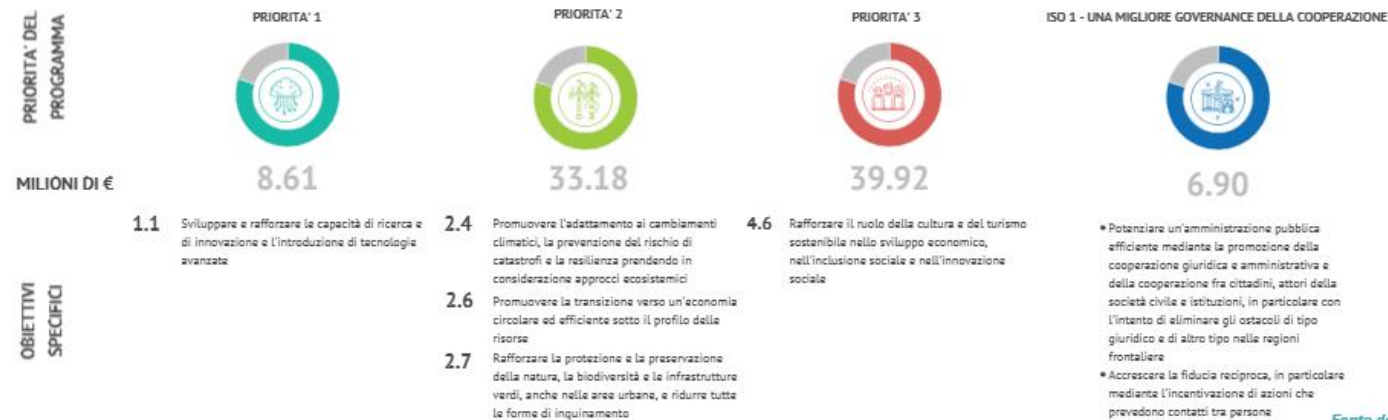 PRIORITA' DEL
PROGRAMMA
PRIORITA' 1
PRIORITA' 2
PRIORITA' 3
ISO 1 - UNA MIGLIORE GOVERNANCE DELLA COOPERAZIONE
MILIONI DI €
8.61
33.18
39.92
6.90
OBIETTIVI
SPECIFICI
1.1
Sviluppare e rafforzare le capacità di ricerca e
di innovazione e l'introduzione di tecnologie
avanzate
2.4
Promuovere l'adattamento ai cambiamenti
climatici, la prevenzione del rischio di
catastrofi e la resilienza prendendo in
considerazione approcci ecosistemici
2.6
Promuovere la transizione verso un'economia
circolare ed efficiente sotto il profilo delle
risorse
2.7
Rafforzare la protezione e la preservazione
della natura, la biodiversità e le infrastrutture
verdi, anche nelle aree urbane, e ridurre tutte
le forme di inquinamento
4.6
Rafforzare il ruolo della cultura e del turismo
sostenibile nello sviluppo economico,
nell'inclusione sociale e nell'innovazione
sociale
• Potenziare un'amministrazione pubblica
efficiente mediante la promozione della
cooperazione giuridica e amministrativa e
della cooperazione fra cittadini, attori della
società civile e istituzioni, in particolare con
l'intento di eliminare gli ostacoli di tipo
giuridico e di altro tipo nelle regioni
frontaliere
• Accrescere la fiducia reciproca, in particolare
mediante l'incentivazione di azioni che
prevedono contatti tra persone